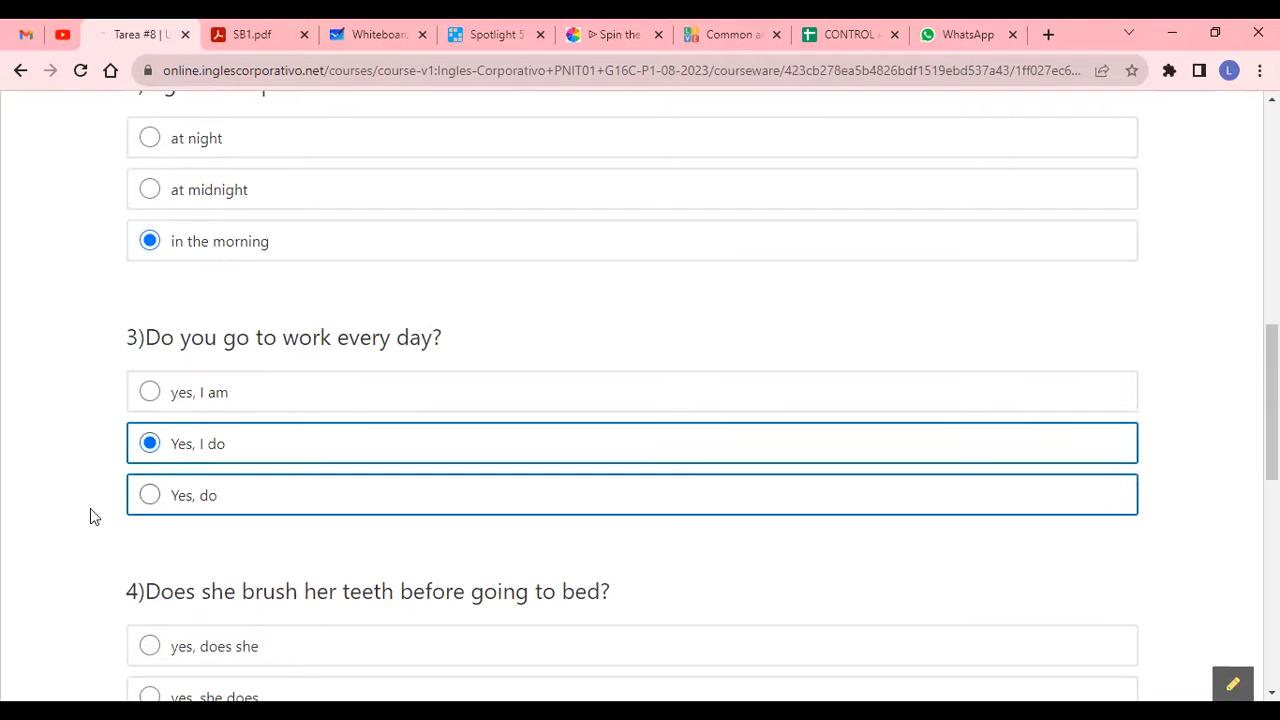 Tarea #8 | U
SB1.pdf
Whiteboard
Spotlight 5
Spin the
Common a
CONTROL
WhatsApp
online.inglescorporativo.net/courses/course-v1:Ingles-Corporativo+PNIT01+G16C-P1-08-2023/courseware/423cb278ea5b4826bdf1519ebd537a43/1ff027ec6...
L
at night
at midnight
in the morning
3)Do you go to work every day?
yes, I am
Yes, I do
Yes, do
4)Does she brush her teeth before going to bed?
yes, does she
yes, she does